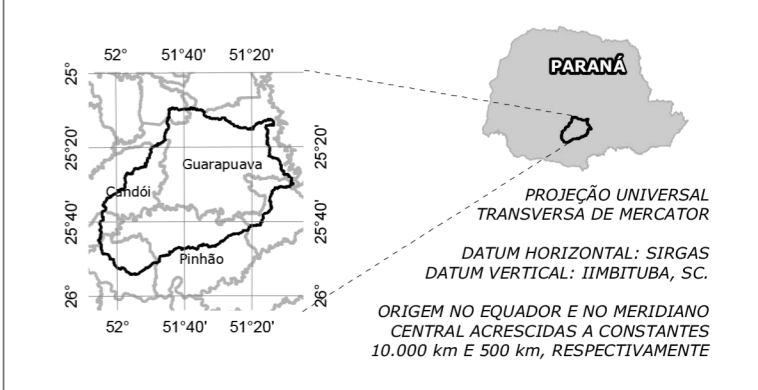 52° 51°40' 51°20'
25°
PARANÁ
25°20' 25°20'
Guarapuava
Candói
25°40' 25°40'
Pinhão
26° 26°
52° 51°40' 51°20'
PROJEÇÃO UNIVERSAL
TRANSVERSA DE MERCATOR
DATUM HORIZONTAL: SIRGAS
DATUM VERTICAL: IIMBITUBA, SC.
ORIGEM NO EQUADOR E NO MERIDIANO
CENTRAL ACRESCIDAS A CONSTANTES
10.000 km E 500 km, RESPECTIVAMENTE